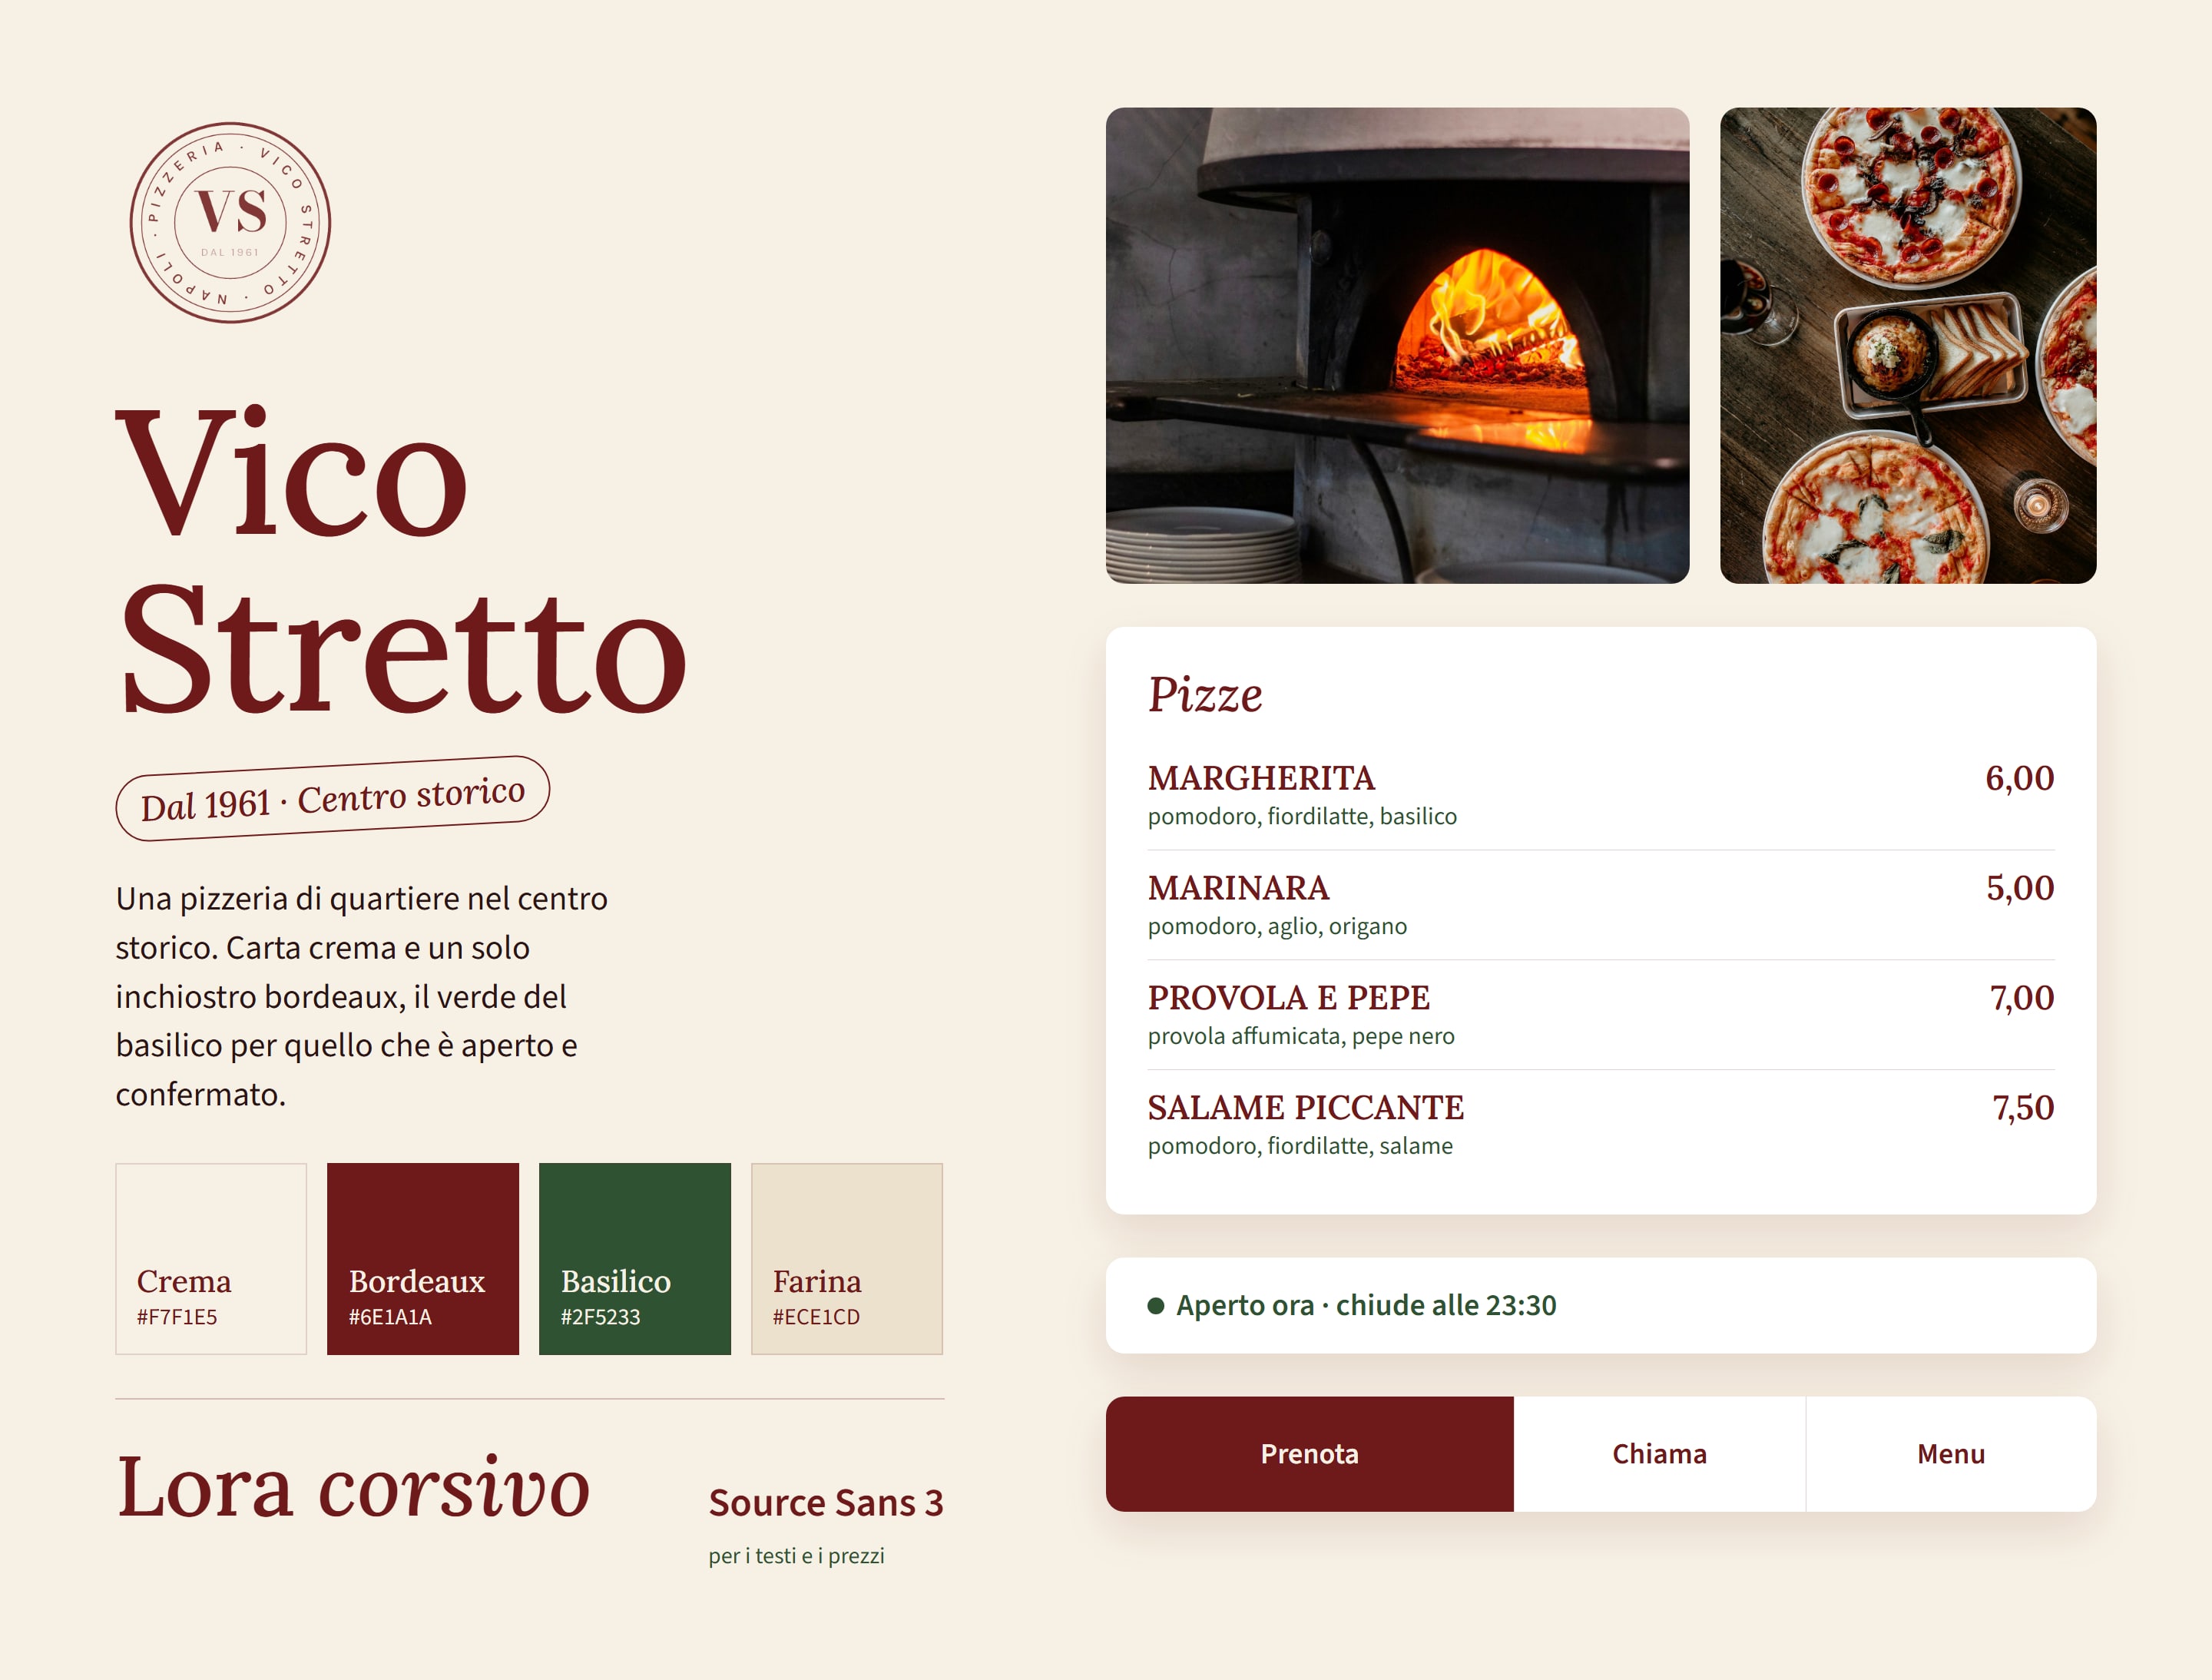 PIZZERIA · VICO STRETTO · NAPOLI ·
VS
DAL 1961
Vico
Stretto
Dal 1961 · Centro storico
Una pizzeria di quartiere nel centro
storico. Carta crema e un solo
inchiostro bordeaux, il verde del
basilico per quello che è aperto e
confermato.
Crema
#F7F1E5
Bordeaux
#6E1A1A
Basilico
#2F5233
Farina
#ECE1CD
Lora corsivo
Source Sans 3
per i testi e i prezzi
Pizze
MARGHERITA 6,00
pomodoro, fiordilatte, basilico
MARINARA 5,00
pomodoro, aglio, origano
PROVOLA E PEPE 7,00
provola affumicata, pepe nero
SALAME PICCANTE 7,50
pomodoro, fiordilatte, salame
Aperto ora · chiude alle 23:30
Prenota Chiama Menu